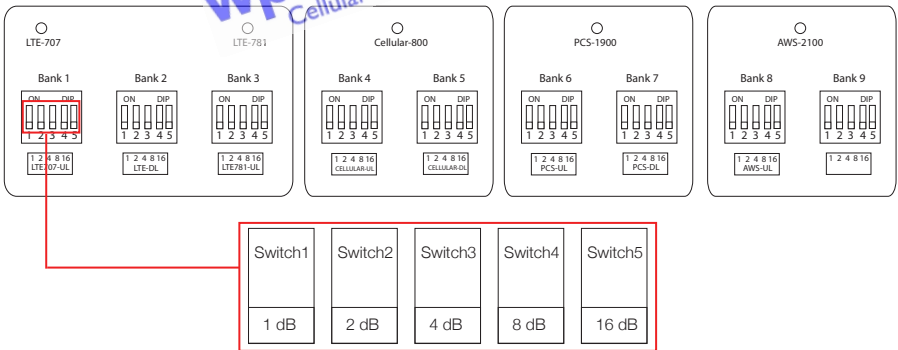 Cellular
LTE-707
LTE-781
Cellular-800
PCS-1900
AWS-2100
Bank 1
Bank 2
Bank 3
Bank 4
Bank 5
Bank 6
Bank 7
Bank 8
Bank 9
ON DIP
ON DIP
ON DIP
ON DIP
ON DIP
ON DIP
ON DIP
ON DIP
ON DIP
1 2 3 4 5
1 2 3 4 5
1 2 3 4 5
1 2 3 4 5
1 2 3 4 5
1 2 3 4 5
1 2 3 4 5
1 2 3 4 5
1 2 3 4 5
1 2 4 8 16
LTE707-UL
1 2 4 8 16
LTE-DL
1 2 4 8 16
LTE781-UL
1 2 4 8 16
CELLULAR-UL
1 2 4 8 16
CELLULAR-DL
1 2 4 8 16
PCS-UL
1 2 4 8 16
PCS-DL
1 2 4 8 16
AWS-UL
Switch1
Switch2
Switch3
Switch4
Switch5
1 dB
2 dB
4 dB
8 dB
16 dB